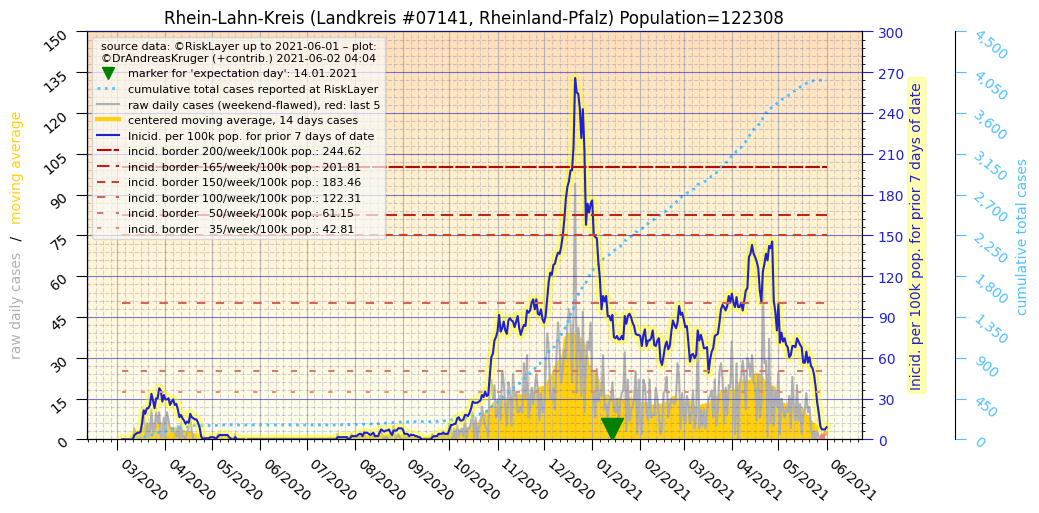 Rhein-Lahn-Kreis (Landkreis #07141, Rheinland-Pfalz) Population=122308
source data: ©RiskLayer up to 2021-06-01 – plot:
©DrAndreasKruger (+contrib.) 2021-06-02 04:04
marker for 'expectation day': 14.01.2021
cumulative total cases reported at RiskLayer
raw daily cases (weekend-flawed), red: last 5
centered moving average, 14 days cases
Inicid. per 100k pop. for prior 7 days of date
incid. border 200/week/100k pop.: 244.62
incid. border 165/week/100k pop.: 201.81
incid. border 150/week/100k pop.: 183.46
incid. border 100/week/100k pop.: 122.31
incid. border   50/week/100k pop.: 61.15
incid. border   35/week/100k pop.: 42.81
raw daily cases / moving average
150
135
120
105
90
75
60
45
30
15
0
03/2020
04/2020
05/2020
06/2020
07/2020
08/2020
09/2020
10/2020
11/2020
12/2020
01/2021
02/2021
03/2021
04/2021
05/2021
06/2021
300
270
240
210
180
150
120
90
60
30
0
Inicid. per 100k pop. for prior 7 days of date
4,500
4,050
3,600
3,150
2,700
2,250
1,800
1,350
900
450
0
cumulative total cases